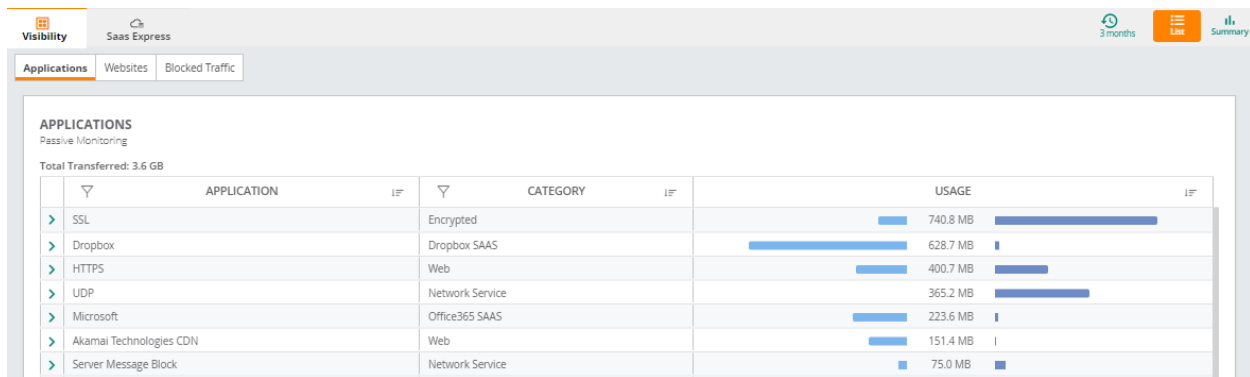 Visibility
Saas Express
3 months
List
Summary
Applications Websites Blocked Traffic
APPLICATIONS
Passive Monitoring
Total Transferred: 3.6 GB
APPLICATION CATEGORY USAGE
SSL Encrypted 740.8 MB
Dropbox Dropbox SAAS 628.7 MB
HTTPS Web 400.7 MB
UDP Network Service 365.2 MB
Microsoft Office365 SAAS 223.6 MB
Akamai Technologies CDN Web 151.4 MB
Server Message Block Network Service 75.0 MB